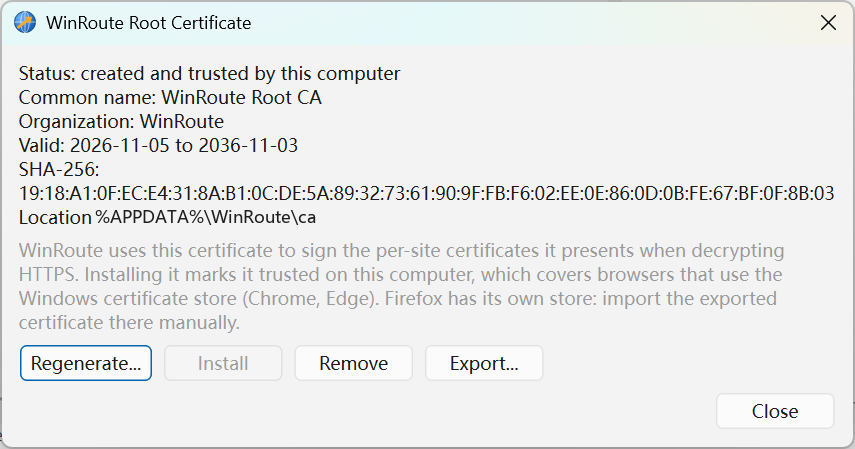 WinRoute Root Certificate
Status: created and trusted by this computer
Common name: WinRoute Root CA
Organization: WinRoute
Valid: 2026-11-05 to 2036-11-03
SHA-256:
19:18:A1:0F:EC:E4:31:8A:B1:0C:DE:5A:89:32:73:61:90:9F:FB:F6:02:EE:0E:86:0D:0B:FE:67:BF:0F:8B:03
Location %APPDATA%\WinRoute\ca
WinRoute uses this certificate to sign the per-site certificates it presents when decrypting
HTTPS. Installing it marks it trusted on this computer, which covers browsers that use the
Windows certificate store (Chrome, Edge). Firefox has its own store: import the exported
certificate there manually.
Regenerate... Install Remove Export...
Close